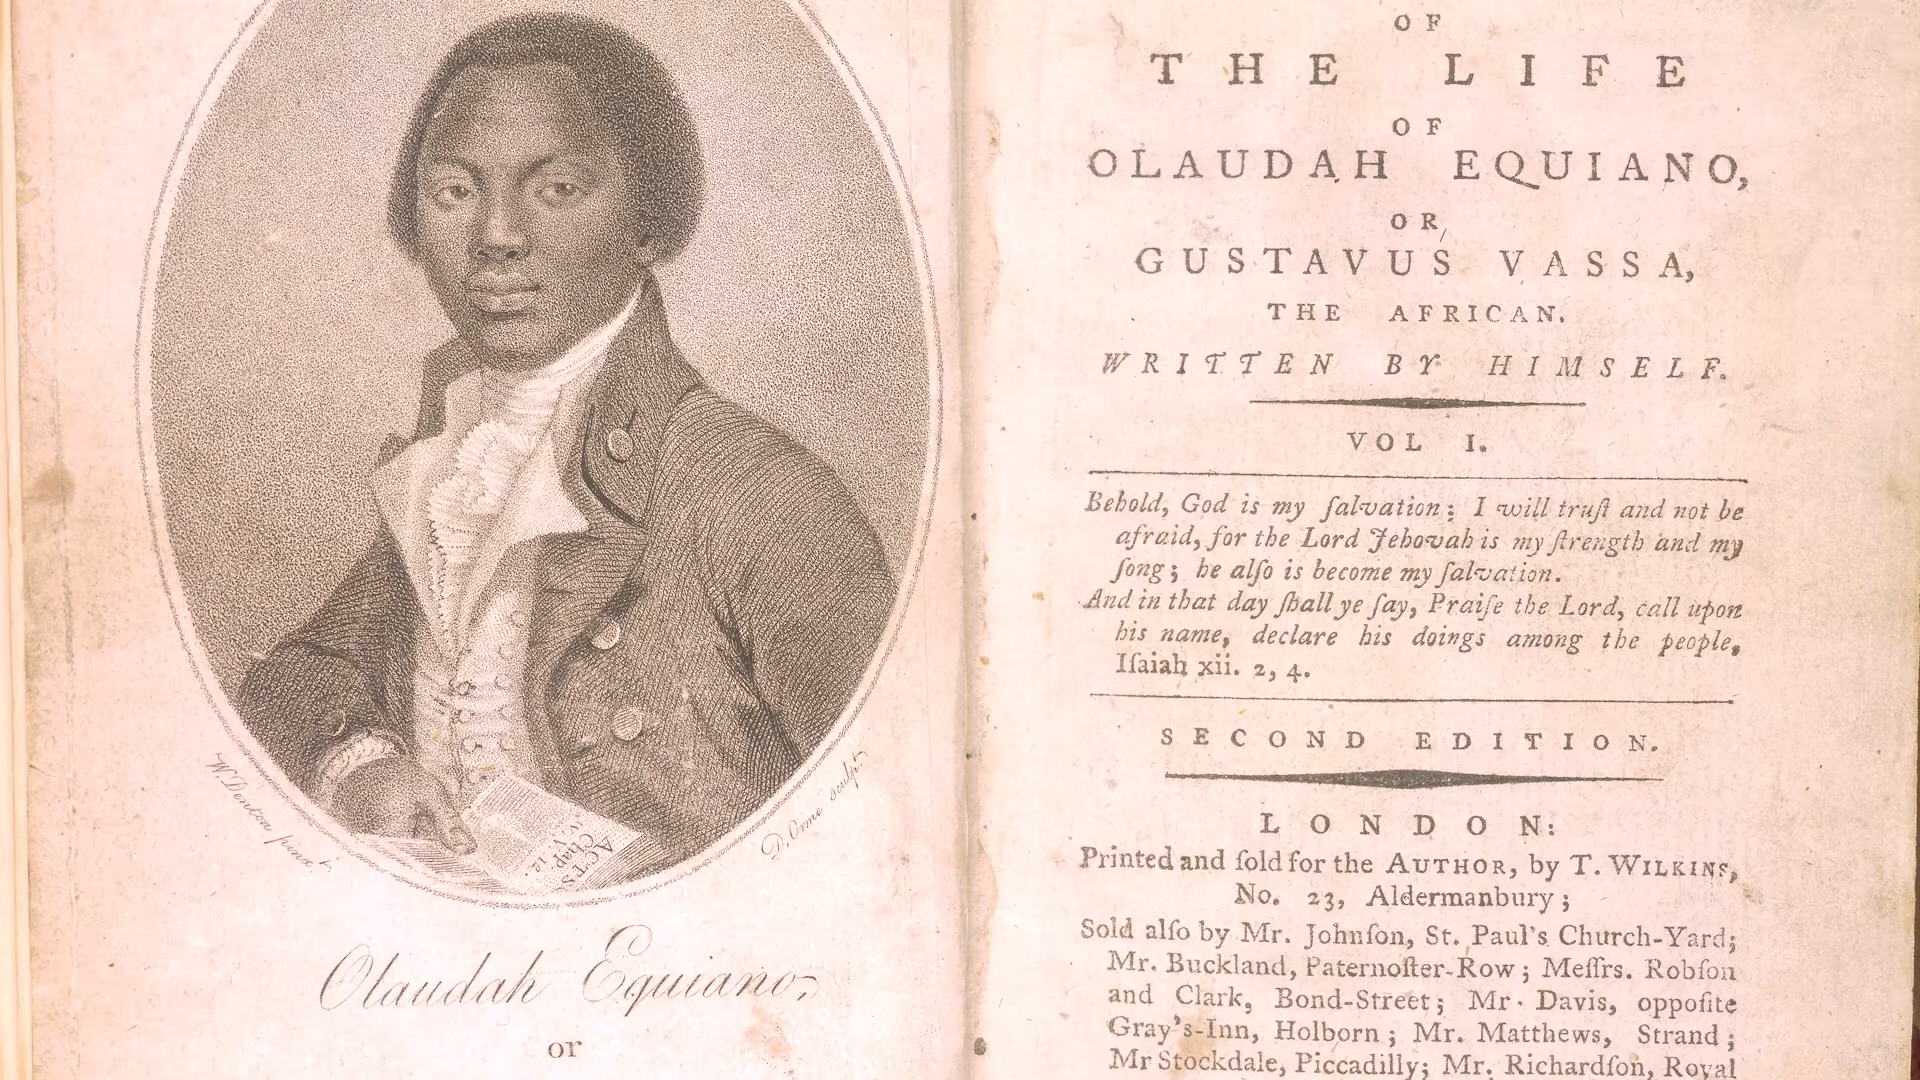 W. Denton pinx.t
D. Orme sculpt.
ACTS
Chap.
IV. V.
12.
Olaudah Equiano,
or
OF
THE LIFE
OF
OLAUDAH EQUIANO,
OR,
GUSTAVUS VASSA,
THE AFRICAN.
WRITTEN BY HIMSELF.
VOL I.
Behold, God is my ſalvation: I will truſt and not be
afraid, for the Lord Jehovah is my ſtrength and my
ſong; he alſo is become my ſalvation.
And in that day ſhall ye ſay, Praiſe the Lord, call upon
his name, declare his doings among the people,
Iſaiah xii. 2, 4.
SECOND EDITION.
LONDON:
Printed and ſold for the AUTHOR, by T. WILKINS,
No. 23, Aldermanbury;
Sold alſo by Mr. Johnſon, St. Paul's Church-Yard;
Mr. Buckland, Paternoſter-Row; Meſſrs. Robſon
and Clark, Bond-Street; Mr. Davis, oppoſite
Gray's-Inn, Holborn; Mr. Matthews, Strand;
Mr Stockdale, Piccadilly; Mr. Richardſon, Royal